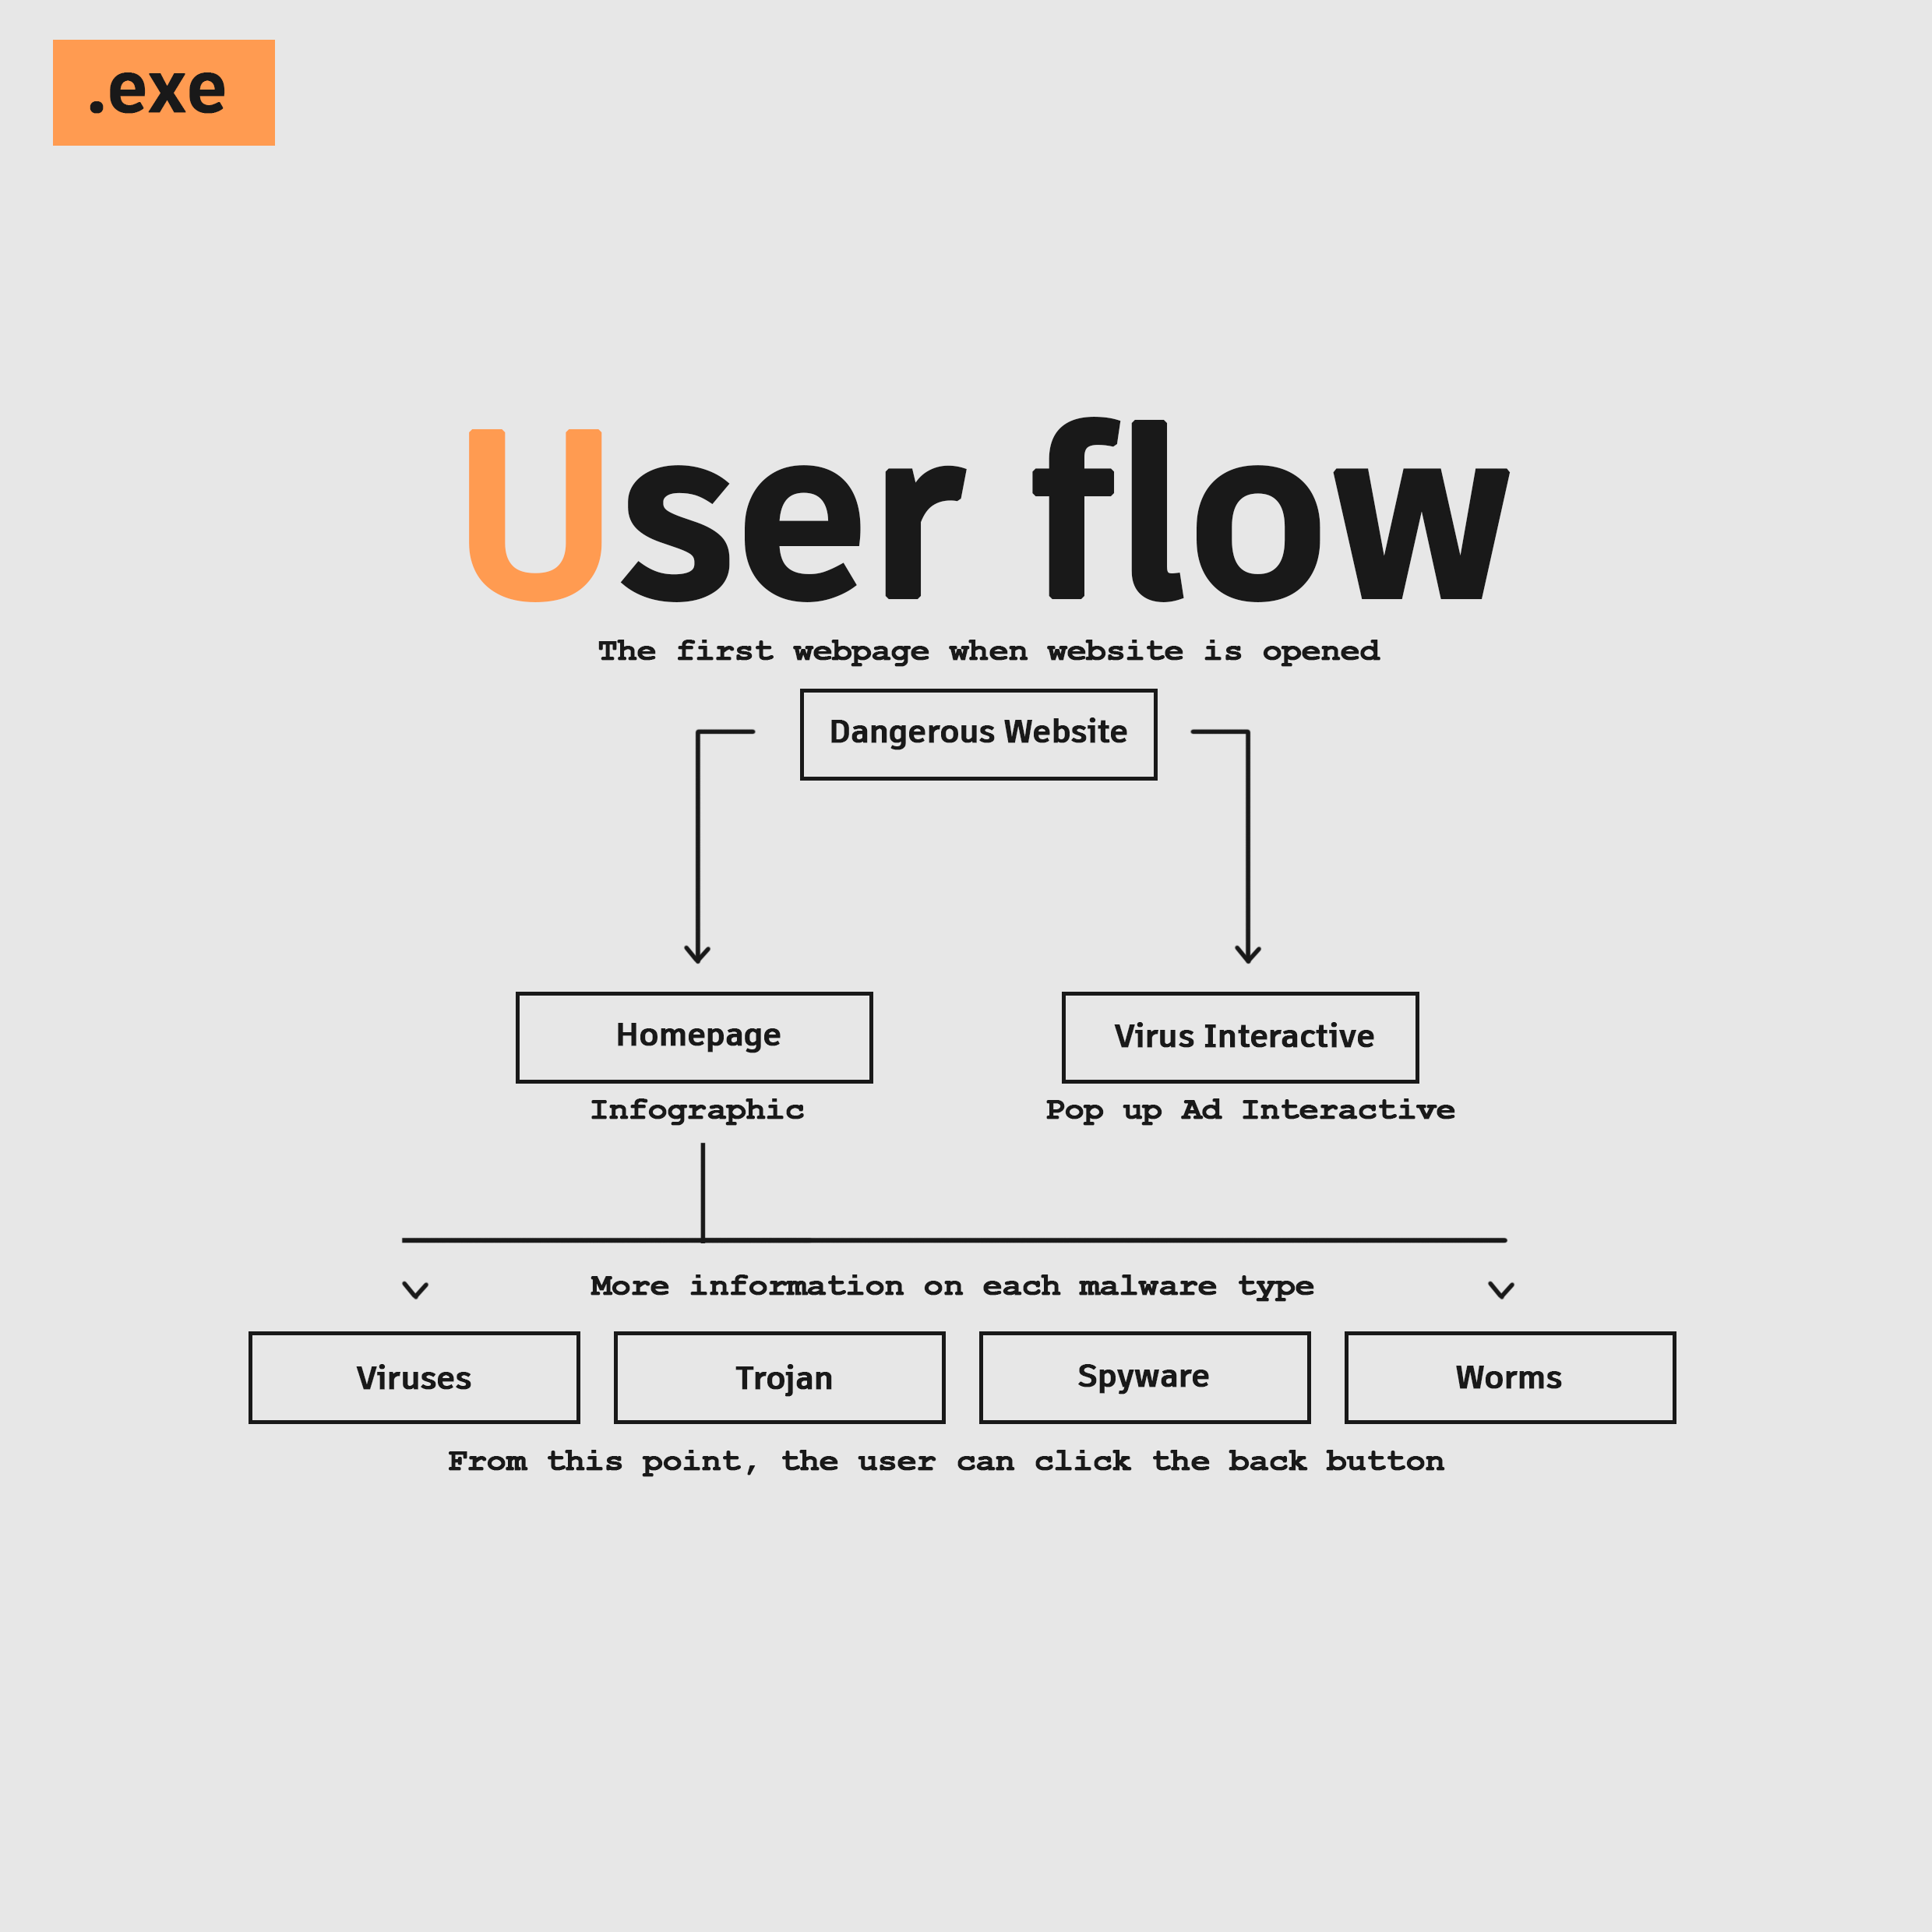 .exe
User flow
The first webpage when website is opened
Dangerous Website
Homepage
Virus Interactive
Infographic
Pop up Ad Interactive
More information on each malware type
Viruses
Trojan
Spyware
Worms
From this point, the user can click the back button